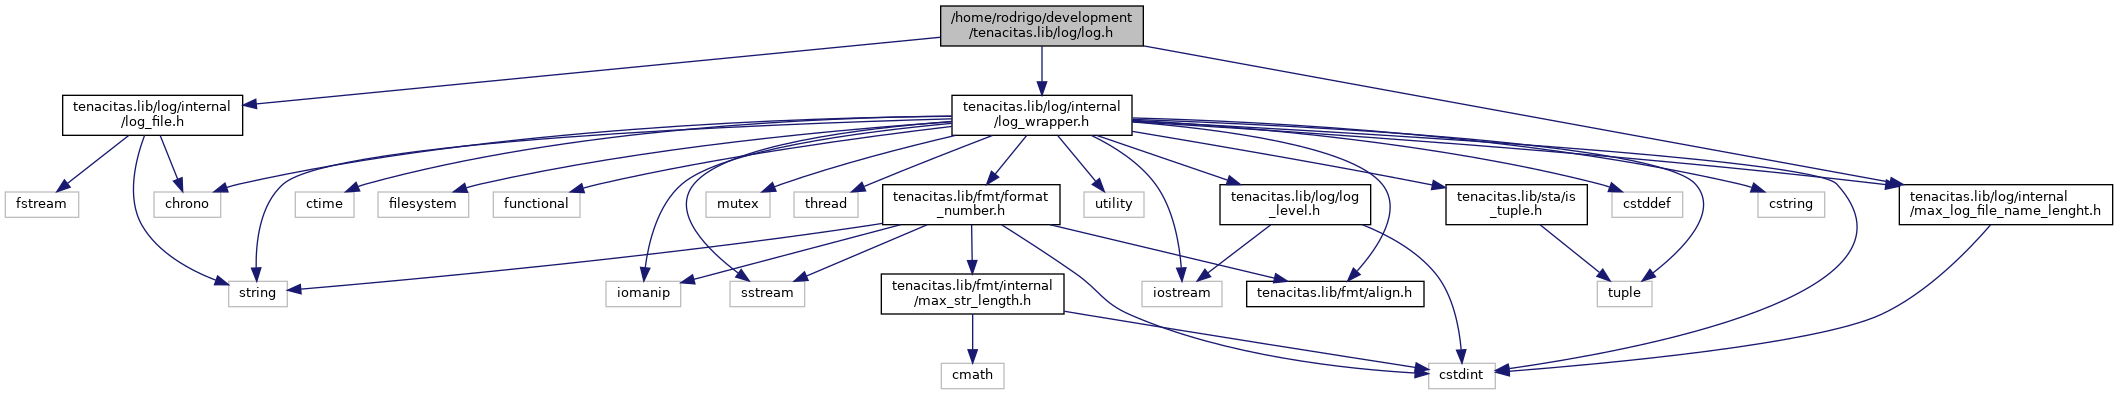 /home/rodrigo/development
/tenacitas.lib/log/log.h
tenacitas.lib/log/internal
/log_file.h
tenacitas.lib/log/internal
/log_wrapper.h
fstream
chrono
ctime
filesystem
functional
mutex
thread
tenacitas.lib/fmt/format
_number.h
utility
tenacitas.lib/log/log
_level.h
tenacitas.lib/sta/is
_tuple.h
cstddef
cstring
tenacitas.lib/log/internal
/max_log_file_name_lenght.h
string
iomanip
sstream
tenacitas.lib/fmt/internal
/max_str_length.h
iostream
tenacitas.lib/fmt/align.h
tuple
cmath
cstdint